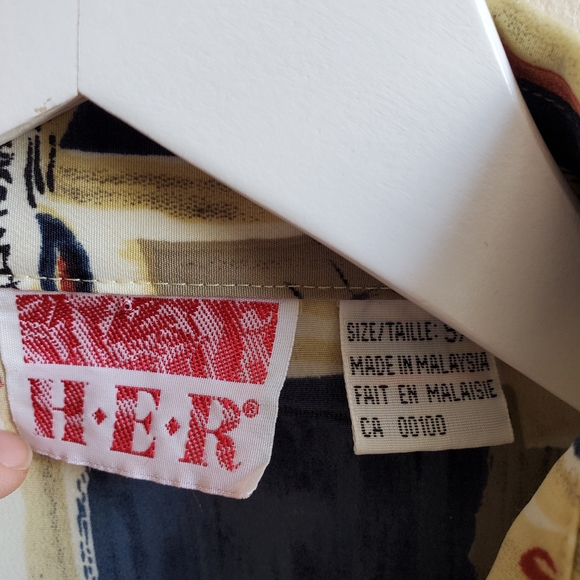 H·E·R®
SIZE/TAILLE:
MADE IN MALAYSIA
FAIT EN MALAISIE
CA 00100